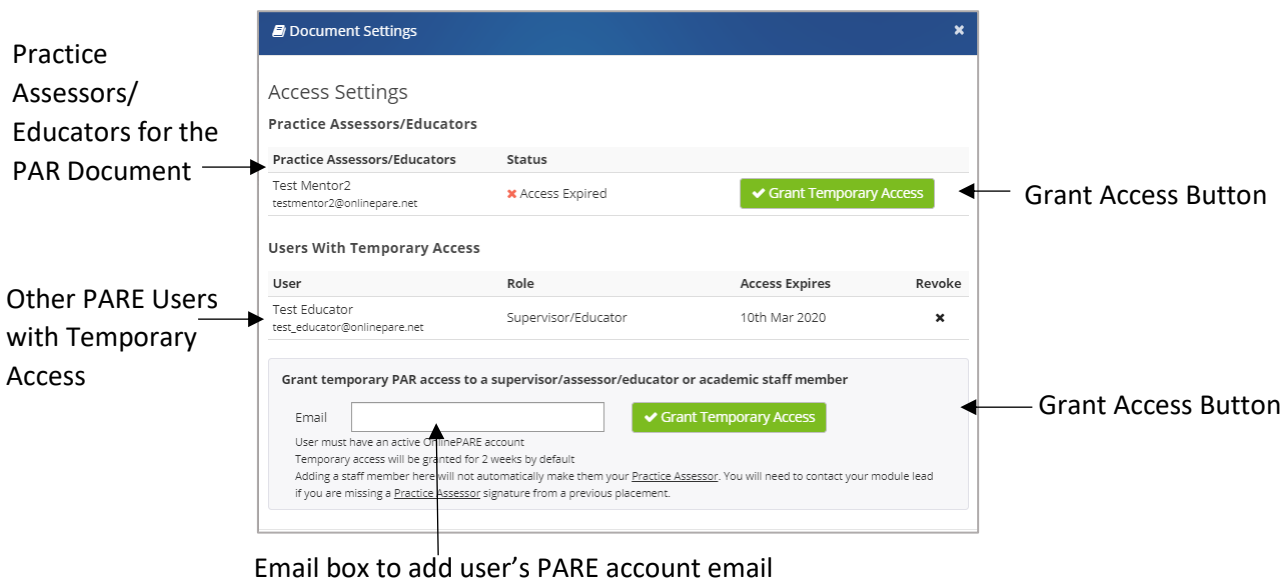 Document Settings ×
Practice
Assessors/
Educators for the
PAR Document
Access Settings
Practice Assessors/Educators
Practice Assessors/Educators Status
Test Mentor2
testmentor2@onlinepare.net
Access Expired
Grant Temporary Access
Grant Access Button
Users With Temporary Access
User Role Access Expires Revoke
Other PARE Users
with Temporary
Access
Test Educator
test_educator@onlinepare.net
Supervisor/Educator 10th Mar 2020
Grant temporary PAR access to a supervisor/assessor/educator or academic staff member
Email
Grant Temporary Access
Grant Access Button
User must have an active OnlinePARE account
Temporary access will be granted for 2 weeks by default
Adding a staff member here will not automatically make them your Practice Assessor. You will need to contact your module lead
if you are missing a Practice Assessor signature from a previous placement.
Email box to add user’s PARE account email